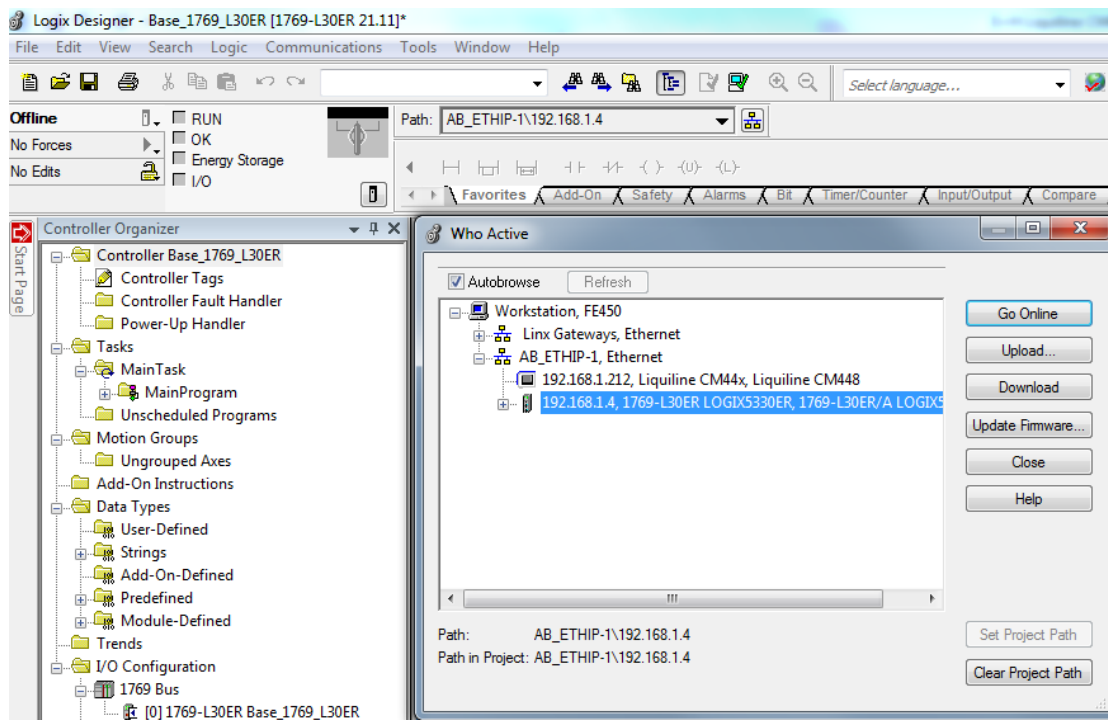 Logix Designer - Base_1769_L30ER [1769-L30ER 21.11]*
File Edit View Search Logic Communications Tools Window Help
Select language...
Offline
RUN
No Forces
OK
Energy Storage
No Edits
I/O
Path: AB_ETHIP-1\192.168.1.4
Favorites Add-On Safety Alarms Bit Timer/Counter Input/Output Compare
Start Page
Controller Organizer
Controller Base_1769_L30ER
Controller Tags
Controller Fault Handler
Power-Up Handler
Tasks
MainTask
MainProgram
Unscheduled Programs
Motion Groups
Ungrouped Axes
Add-On Instructions
Data Types
User-Defined
Strings
Add-On-Defined
Predefined
Module-Defined
Trends
I/O Configuration
1769 Bus
[0] 1769-L30ER Base_1769_L30ER
Who Active
Autobrowse Refresh
Workstation, FE450
Linx Gateways, Ethernet
AB_ETHIP-1, Ethernet
192.168.1.212, Liquiline CM44x, Liquiline CM448
192.168.1.4, 1769-L30ER LOGIX5330ER, 1769-L30ER/A LOGIX5
Go Online
Upload...
Download
Update Firmware...
Close
Help
Path: AB_ETHIP-1\192.168.1.4
Path in Project: AB_ETHIP-1\192.168.1.4
Set Project Path
Clear Project Path